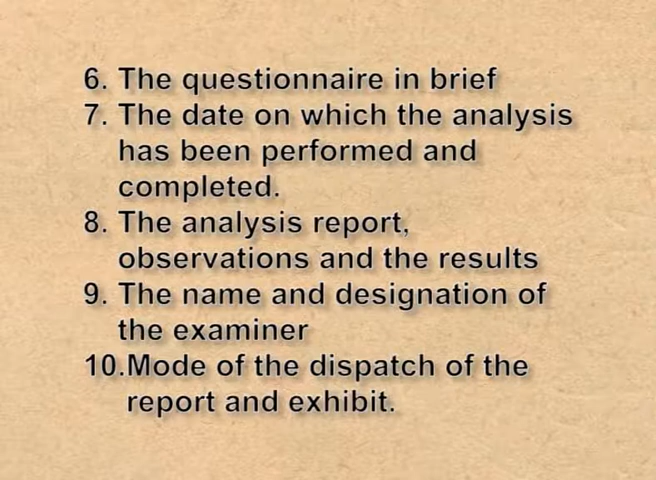 6. The questionnaire in brief
7. The date on which the analysis
has been performed and
completed.
8. The analysis report,
observations and the results
9. The name and designation of
the examiner
10.Mode of the dispatch of the
report and exhibit.